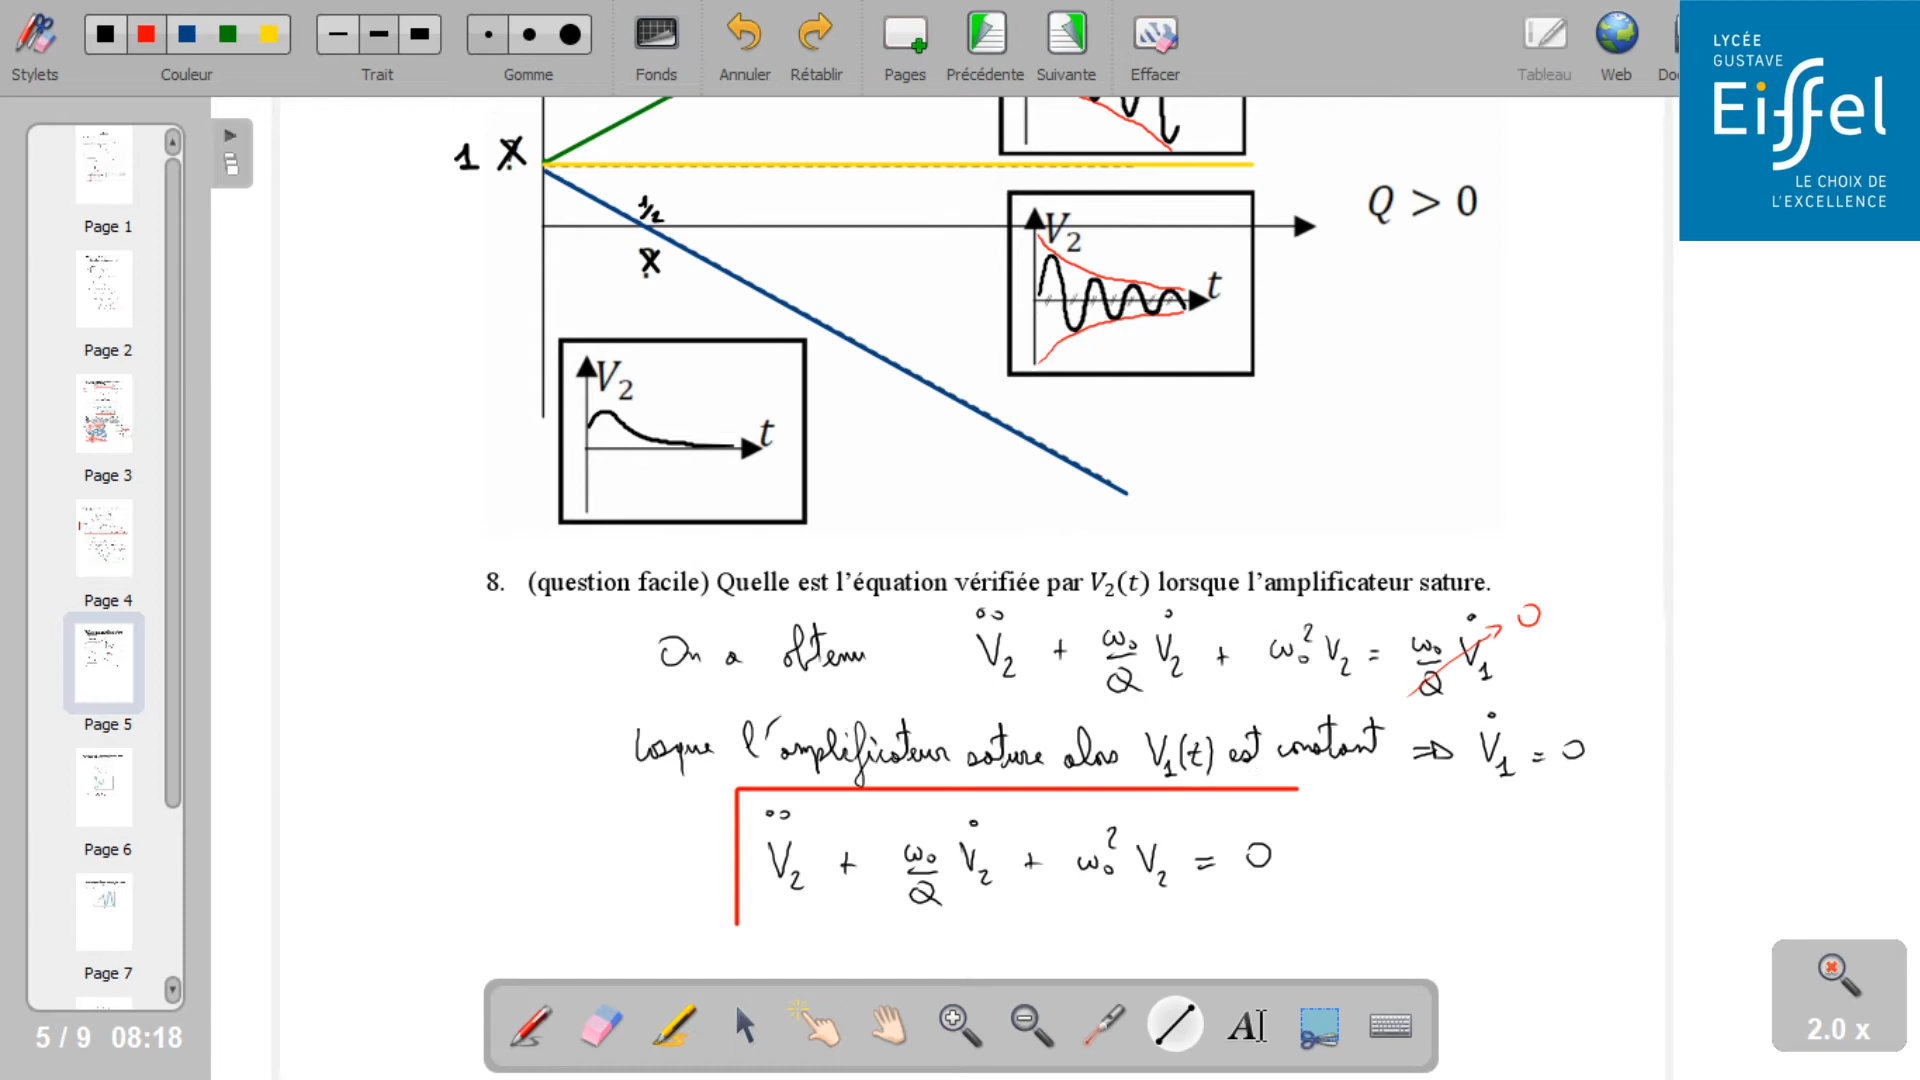 Stylets
Couleur
Trait
Gomme
Fonds
Annuler
Rétablir
Pages
Précédente
Suivante
Effacer
Tableau
Web
Do
LYCÉE
GUSTAVE
Eiffel
LE CHOIX DE
L'EXCELLENCE
Page 1
Page 2
Page 3
Page 4
Page 5
Page 6
Page 7
1
1/2
Q > 0
V₂
t
V₂
t
8. (question facile) Quelle est l'équation vérifiée par V₂(t) lorsque l'amplificateur sature.
On a obtenu V̈₂ + ω₀/Q V̇₂ + ω₀² V₂ = ω₀/Q V̇₁ 0
Losque l'amplificateur sature alors V₁(t) est constant ⇒ V̇₁ = 0
V̈₂ + ω₀/Q V̇₂ + ω₀² V₂ = 0
5 / 9 08:18
AI
2.0 x